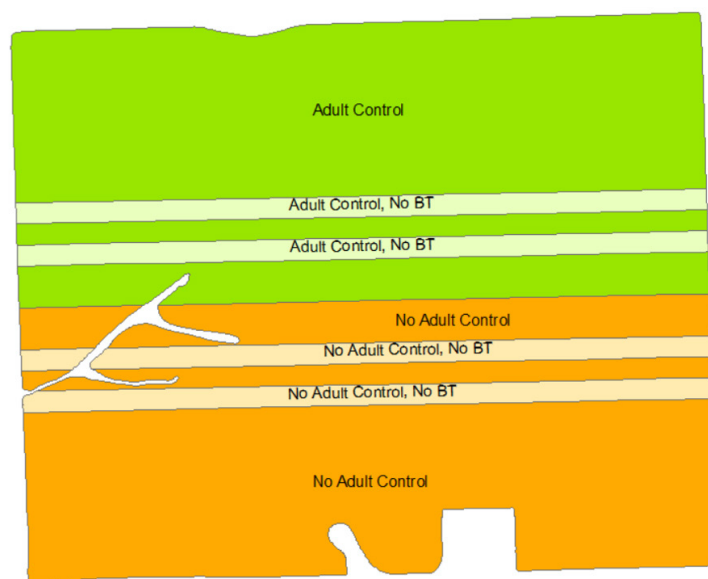 Adult Control
Adult Control, No BT
Adult Control, No BT
No Adult Control
No Adult Control, No BT
No Adult Control, No BT
No Adult Control